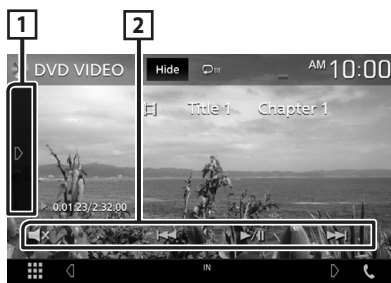 1 2
DVD VIDEO Hide AM 10:00
Title 1 Chapter 1
0:01:23/2:32:00
IN